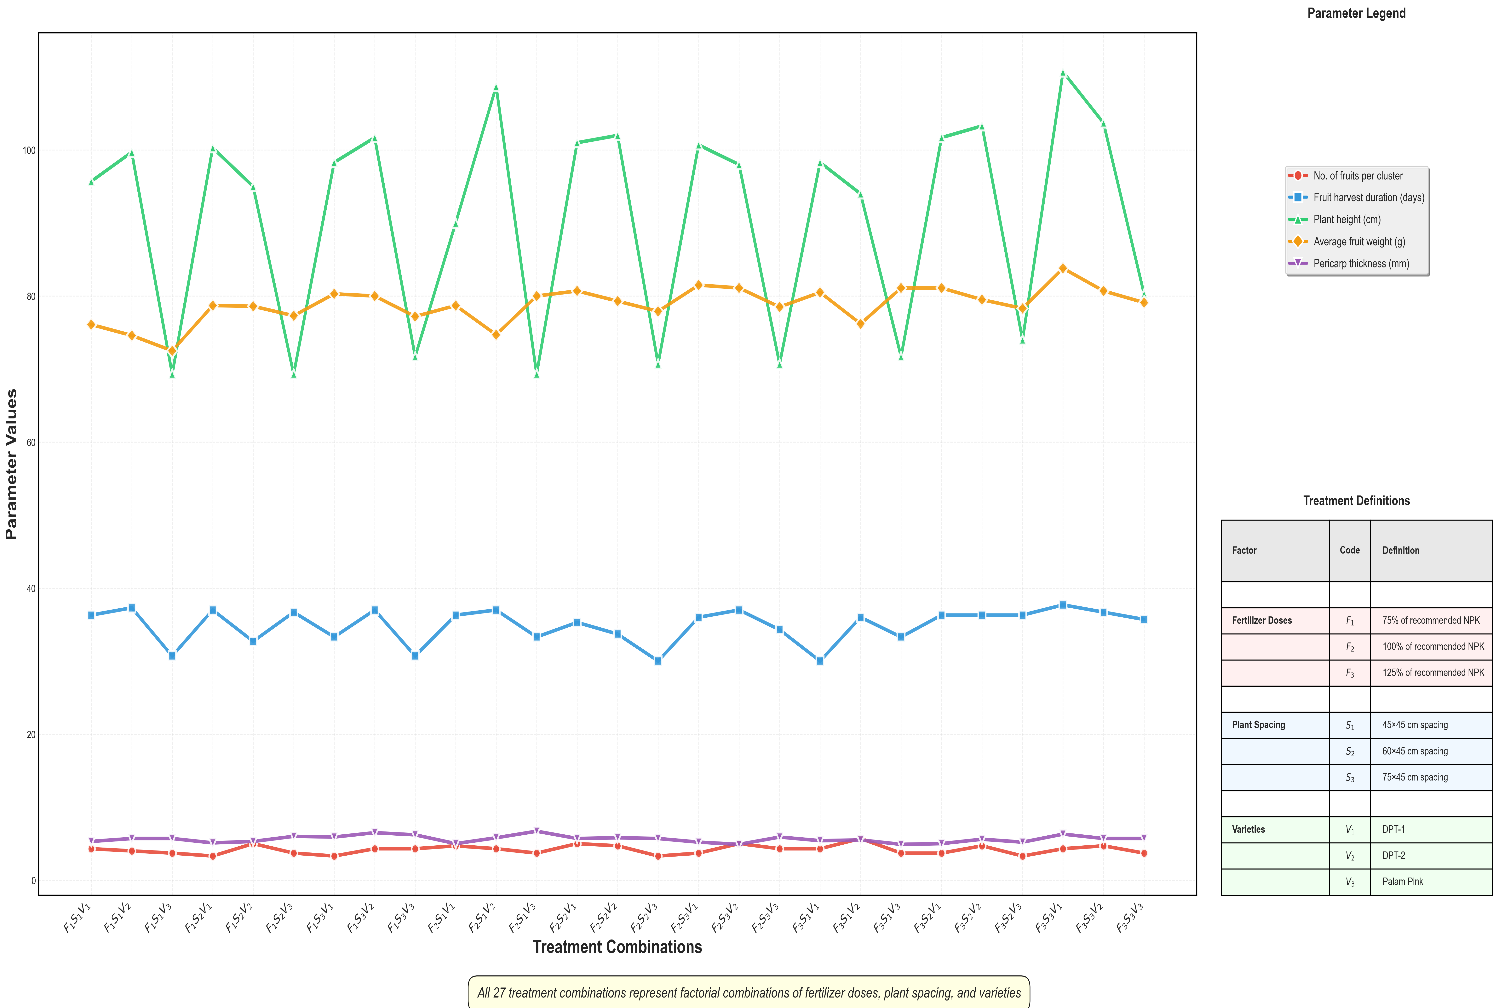 Parameter Legend
No. of fruits per cluster
Fruit harvest duration (days)
Plant height (cm)
Average fruit weight (g)
Pericarp thickness (mm)
Parameter Values
100
80
60
40
20
0
F₁S₁V₁
F₁S₁V₂
F₁S₁V₃
F₁S₂V₁
F₁S₂V₂
F₁S₂V₃
F₁S₃V₁
F₁S₃V₂
F₁S₃V₃
F₂S₁V₁
F₂S₁V₂
F₂S₁V₃
F₂S₂V₁
F₂S₂V₂
F₂S₂V₃
F₂S₃V₁
F₂S₃V₂
F₂S₃V₃
F₃S₁V₁
F₃S₁V₂
F₃S₁V₃
F₃S₂V₁
F₃S₂V₂
F₃S₂V₃
F₃S₃V₁
F₃S₃V₂
F₃S₃V₃
Treatment Combinations
Treatment Definitions
Factor Code Definition
Fertilizer Doses F₁ 75% of recommended NPK
F₂ 100% of recommended NPK
F₃ 125% of recommended NPK
Plant Spacing S₁ 45×45 cm spacing
S₂ 60×45 cm spacing
S₃ 75×45 cm spacing
Varieties V₁ DPT-1
V₂ DPT-2
V₃ Palam Pink
All 27 treatment combinations represent factorial combinations of fertilizer doses, plant spacing, and varieties